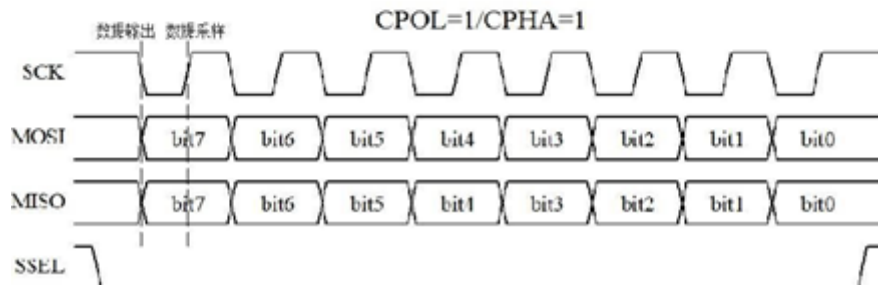 CPOL=1/CPHA=1
数据输出 数据采样
SCK
MOSI bit7 bit6 bit5 bit4 bit3 bit2 bit1 bit0
MISO bit7 bit6 bit5 bit4 bit3 bit2 bit1 bit0
SSEL